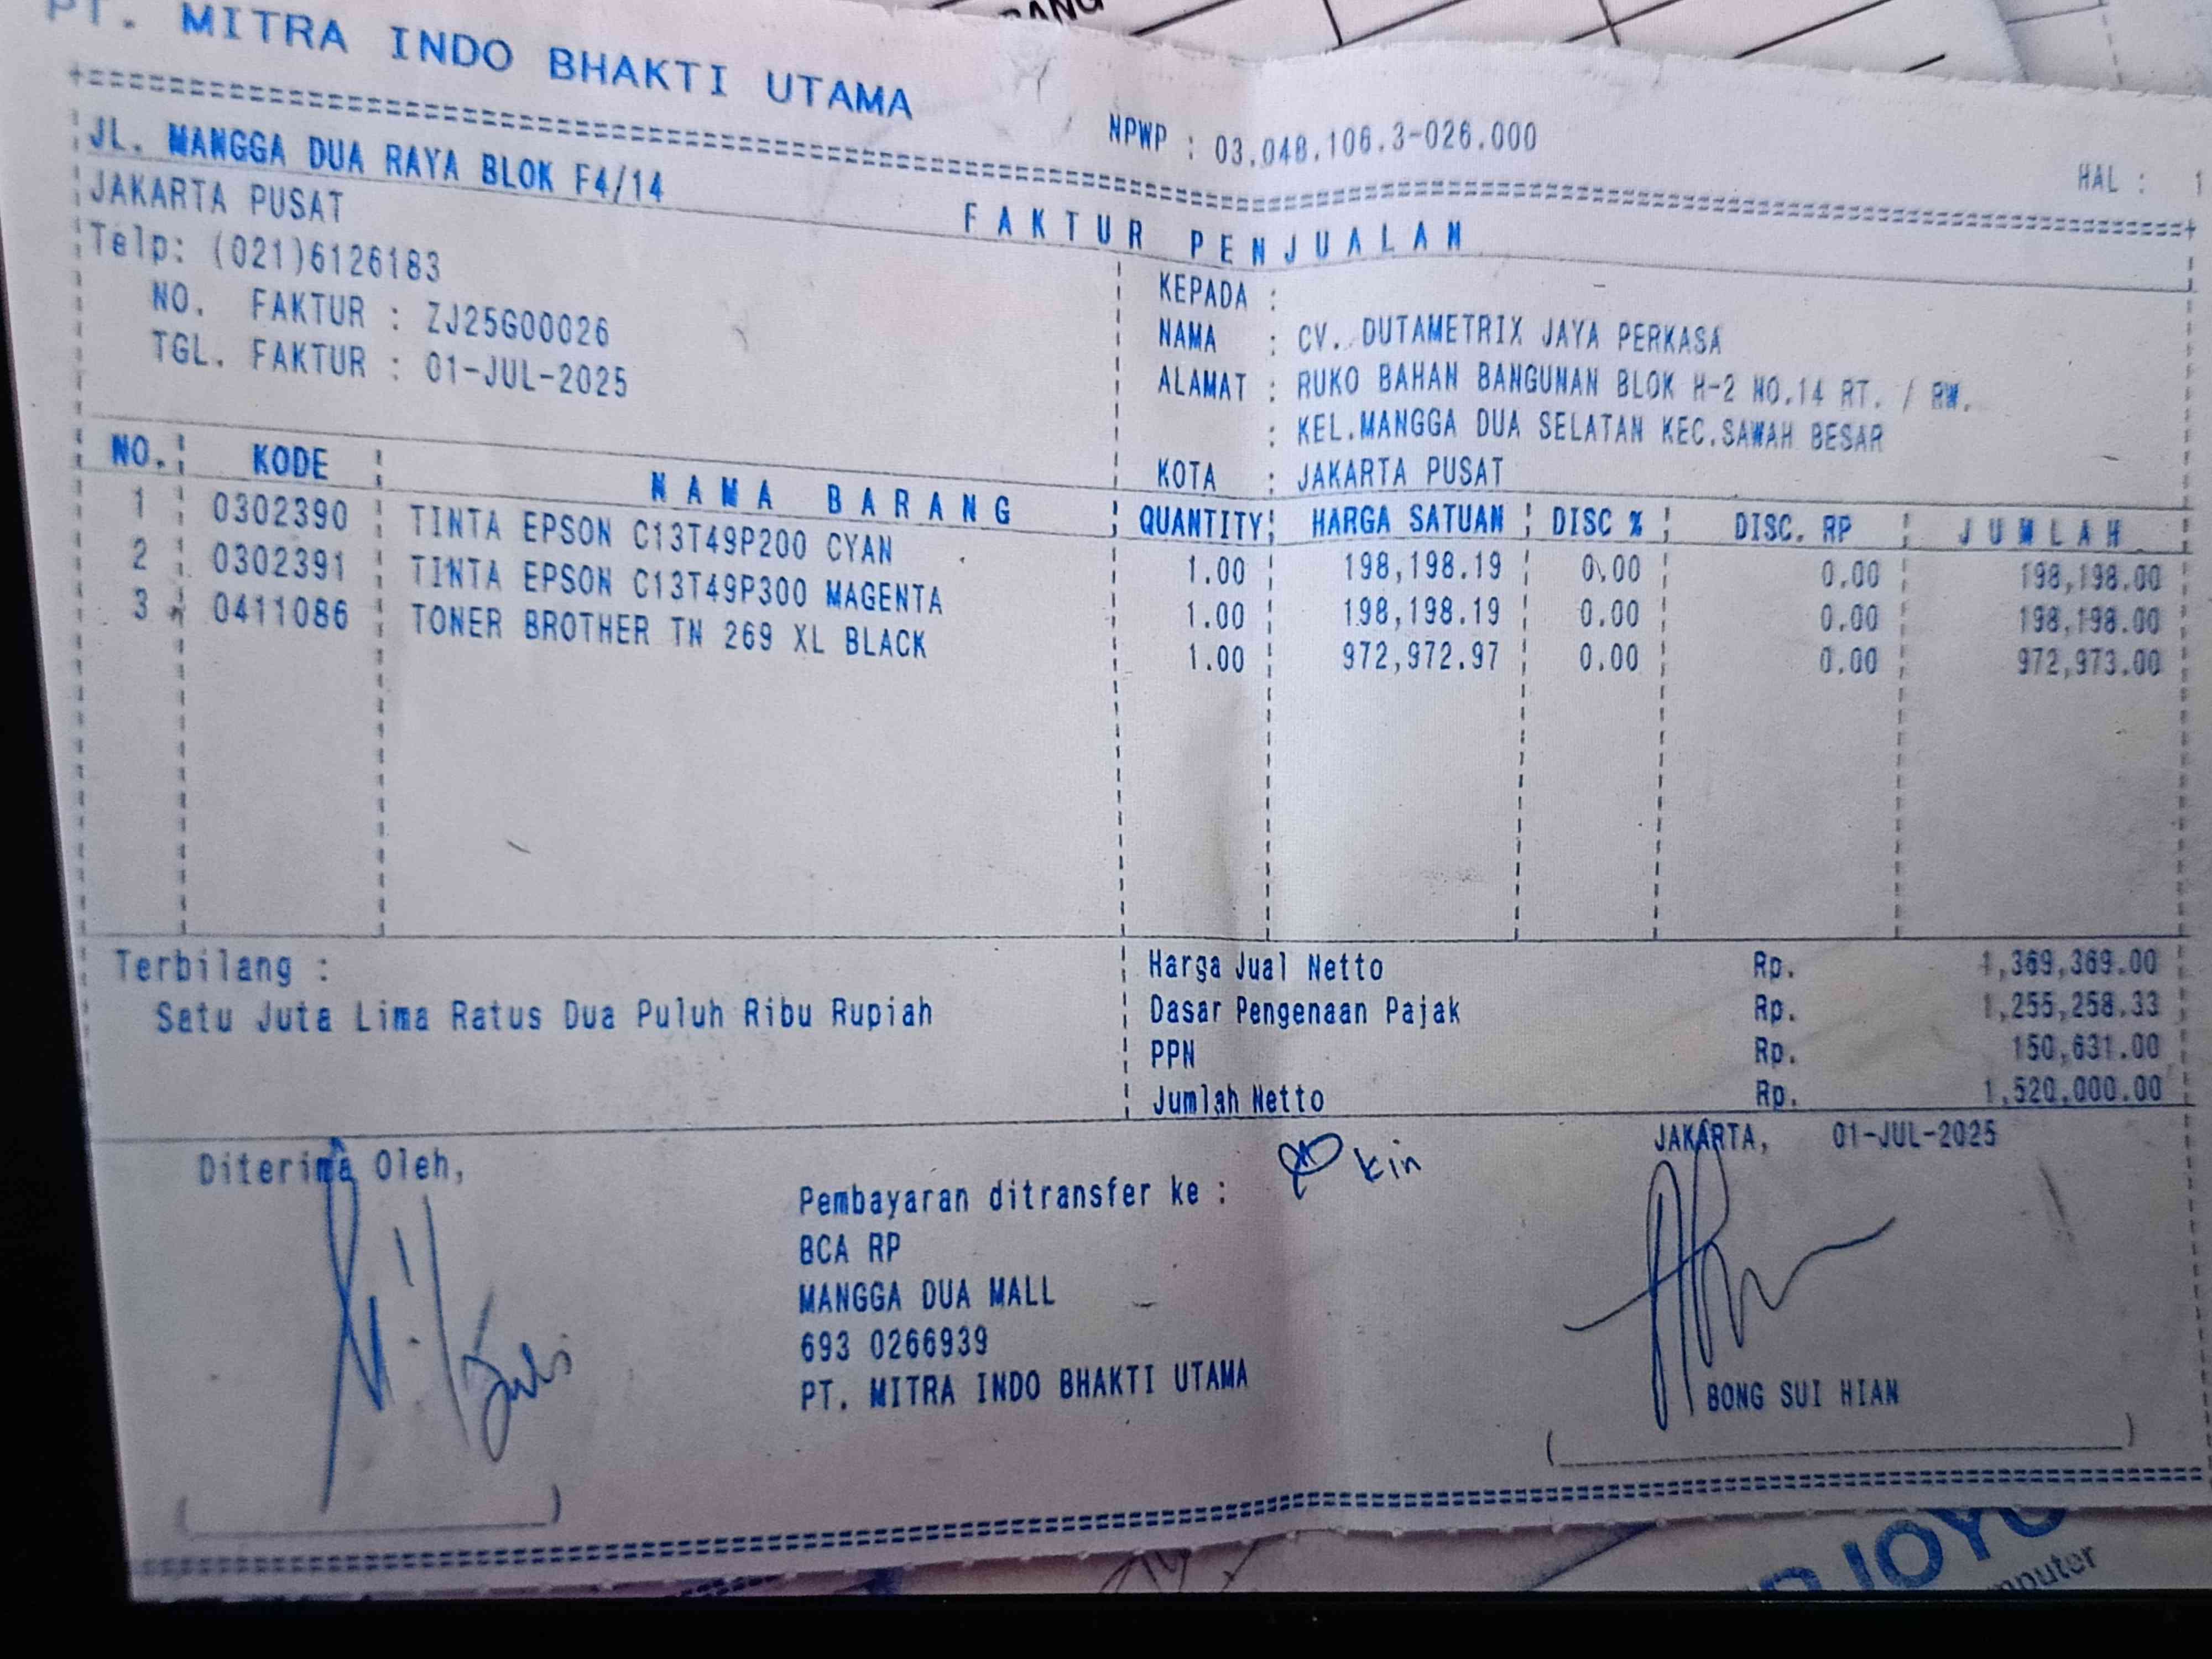 PT. MITRA INDO BHAKTI UTAMA
NPWP : 03.048.106.3-026.000
HAL : 1
JL. MANGGA DUA RAYA BLOK F4/14
JAKARTA PUSAT
Telp: (021)6126183
FAKTUR PENJUALAN
NO. FAKTUR : ZJ25G00026
TGL. FAKTUR : 01-JUL-2025
KEPADA :
NAMA : CV. DUTAMETRIX JAYA PERKASA
ALAMAT : RUKO BAHAN BANGUNAN BLOK H-2 NO.14 RT. / RW.
: KEL.MANGGA DUA SELATAN KEC.SAWAH BESAR
KOTA : JAKARTA PUSAT
NO. KODE NAMA BARANG QUANTITY HARGA SATUAN DISC % DISC. RP JUMLAH
1 0302390 TINTA EPSON C13T49P200 CYAN 1.00 198,198.19 0.00 0.00 198,198.00
2 0302391 TINTA EPSON C13T49P300 MAGENTA 1.00 198,198.19 0.00 0.00 198,198.00
3 0411086 TONER BROTHER TN 269 XL BLACK 1.00 972,972.97 0.00 0.00 972,973.00
Terbilang :
Satu Juta Lima Ratus Dua Puluh Ribu Rupiah
Harga Jual Netto Rp. 1,369,369.00
Dasar Pengenaan Pajak Rp. 1,255,258.33
PPN Rp. 150,631.00
Jumlah Netto Rp. 1,520,000.00
Diterima Oleh,
Pembayaran ditransfer ke :
BCA RP
MANGGA DUA MALL
693 0266939
PT. MITRA INDO BHAKTI UTAMA
kin
JAKARTA, 01-JUL-2025
BONG SUI HIAN
JOYO